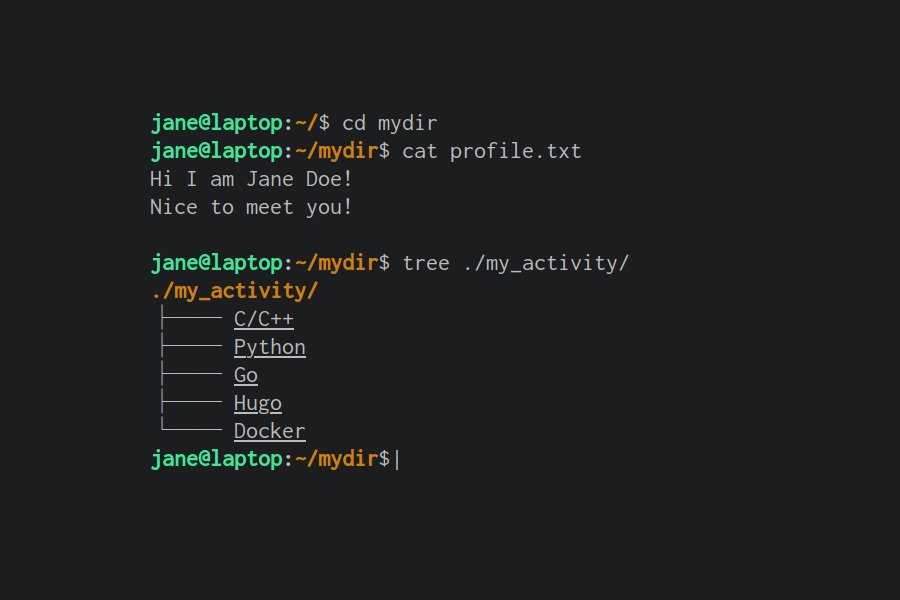 jane@laptop:~/$ cd mydir
jane@laptop:~/mydir$ cat profile.txt
Hi I am Jane Doe!
Nice to meet you!
jane@laptop:~/mydir$ tree ./my_activity/
./my_activity/
├──── C/C++
├──── Python
├──── Go
├──── Hugo
└──── Docker
jane@laptop:~/mydir$